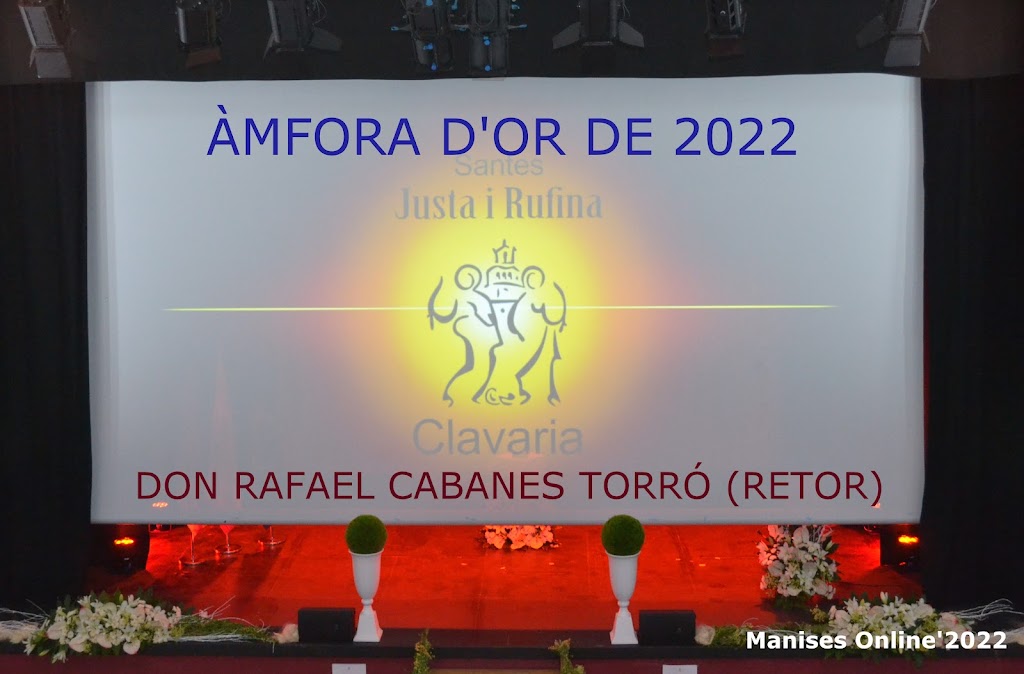 ÀMFORA D'OR DE 2022
Santes
Justa i Rufina
Clavaria
DON RAFAEL CABANES TORRÓ (RETOR)
Manises Online'2022